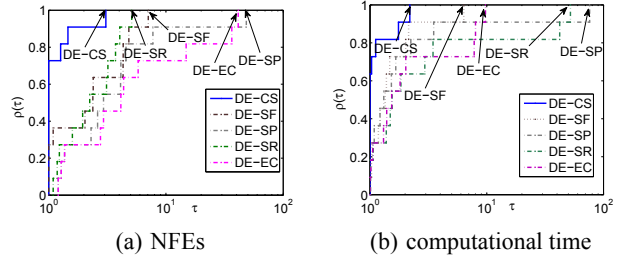 1
0.8
0.6
0.4
0.2
0
ρ(τ)
DE−CS
DE−SR
DE−SF
DE−EC
DE−SP
DE−CS
DE−SF
DE−SP
DE−SR
DE−EC
10^0
10^1
τ
10^2
(a) NFEs
1
0.8
0.6
0.4
0.2
0
ρ(τ)
DE−CS
DE−SF
DE−EC
DE−SR
DE−SP
DE−CS
DE−SF
DE−SP
DE−SR
DE−EC
10^0
10^1
τ
10^2
(b) computational time